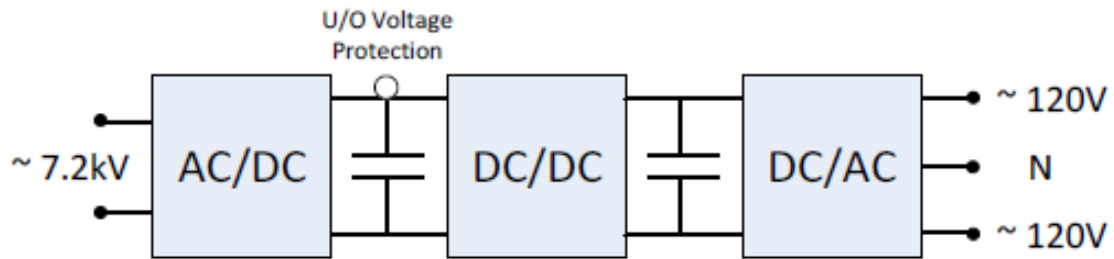 U/O Voltage
Protection
~ 7.2kV
AC/DC
DC/DC
DC/AC
~ 120V
N
~ 120V